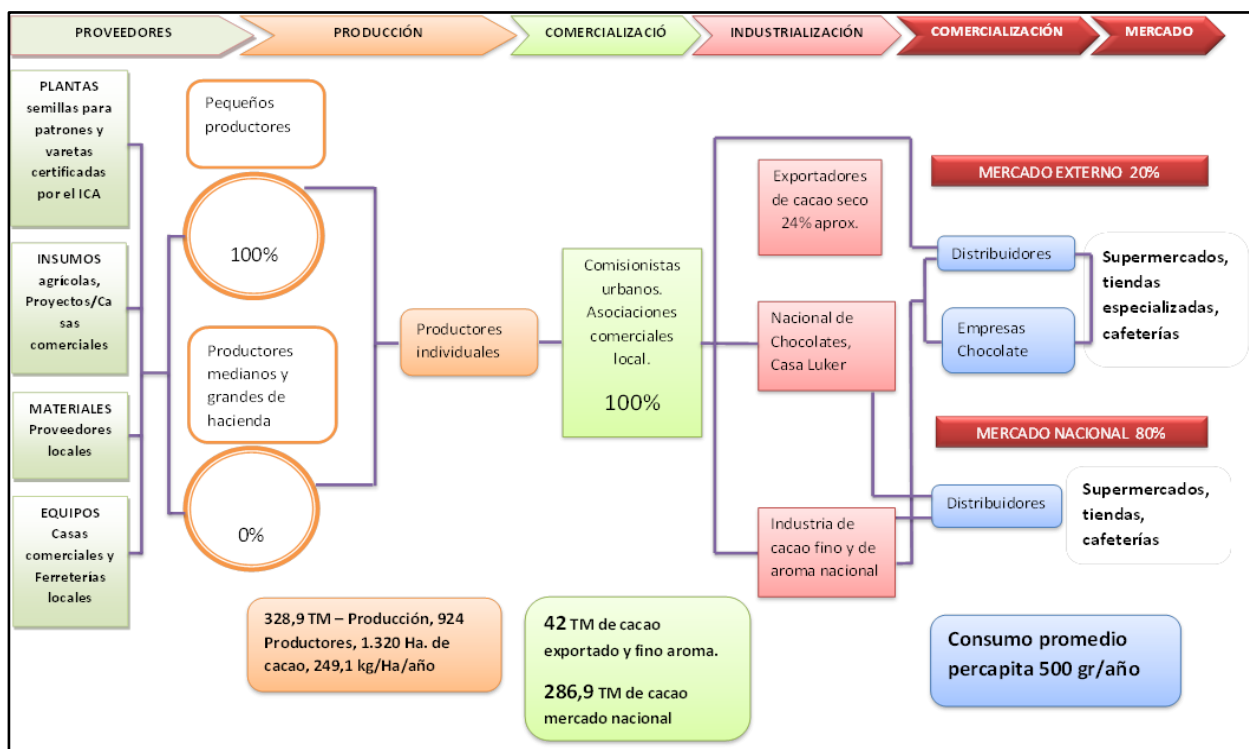 PROVEEDORES
PRODUCCIÓN
COMERCIALIZACIÓ
INDUSTRIALIZACIÓN
COMERCIALIZACIÓN
MERCADO
PLANTAS
semillas para
patrones y
varetas
certificadas
por el ICA
INSUMOS
agrícolas,
Proyectos/Ca
sas
comerciales
MATERIALES
Proveedores
locales
EQUIPOS
Casas
comerciales y
Ferreterías
locales
Pequeños
productores
100%
Productores
medianos y
grandes de
hacienda
0%
Productores
individuales
Comisionistas
urbanos.
Asociaciones
comerciales
local.
100%
Exportadores
de cacao seco
24% aprox.
Nacional de
Chocolates,
Casa Luker
Industria de
cacao fino y de
aroma nacional
MERCADO EXTERNO 20%
Distribuidores
Empresas
Chocolate
Supermercados,
tiendas
especializadas,
cafeterías
MERCADO NACIONAL 80%
Distribuidores
Supermercados,
tiendas,
cafeterías
328,9 TM – Producción, 924
Productores, 1.320 Ha. de
cacao, 249,1 kg/Ha/año
42 TM de cacao
exportado y fino aroma.
286,9 TM de cacao
mercado nacional
Consumo promedio
percapita 500 gr/año